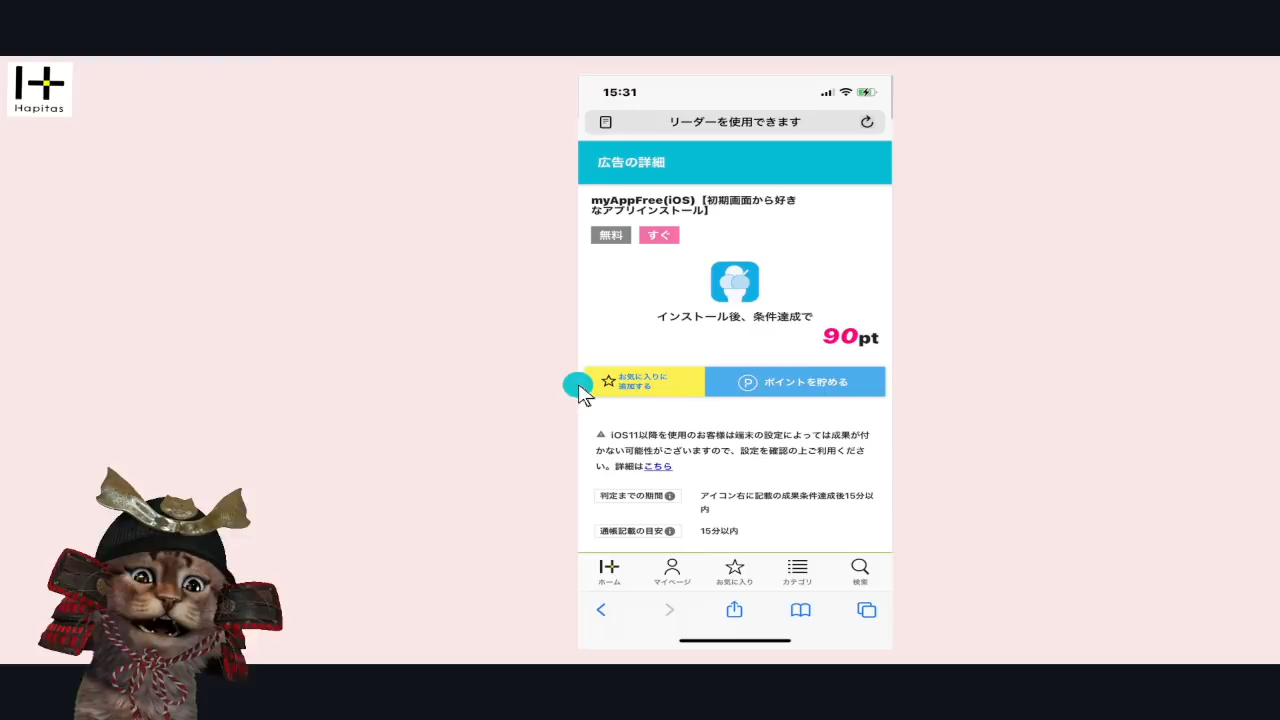 Hapitas
15:31
リーダーを使用できます
広告の詳細
myAppFree(iOS)【初期画面から好き
なアプリインストール】
無料 すぐ
インストール後、条件達成で
90pt
お気に入りに
追加する
P ポイントを貯める
iOS11以降を使用のお客様は端末の設定によっては成果が付
かない可能性がございますので、設定を確認の上ご利用くださ
い。詳細はこちら
判定までの期間 アイコン右に記載の成果条件達成後15分以
内
通帳記載の目安 15分以内
ホーム マイページ お気に入り カテゴリ 検索